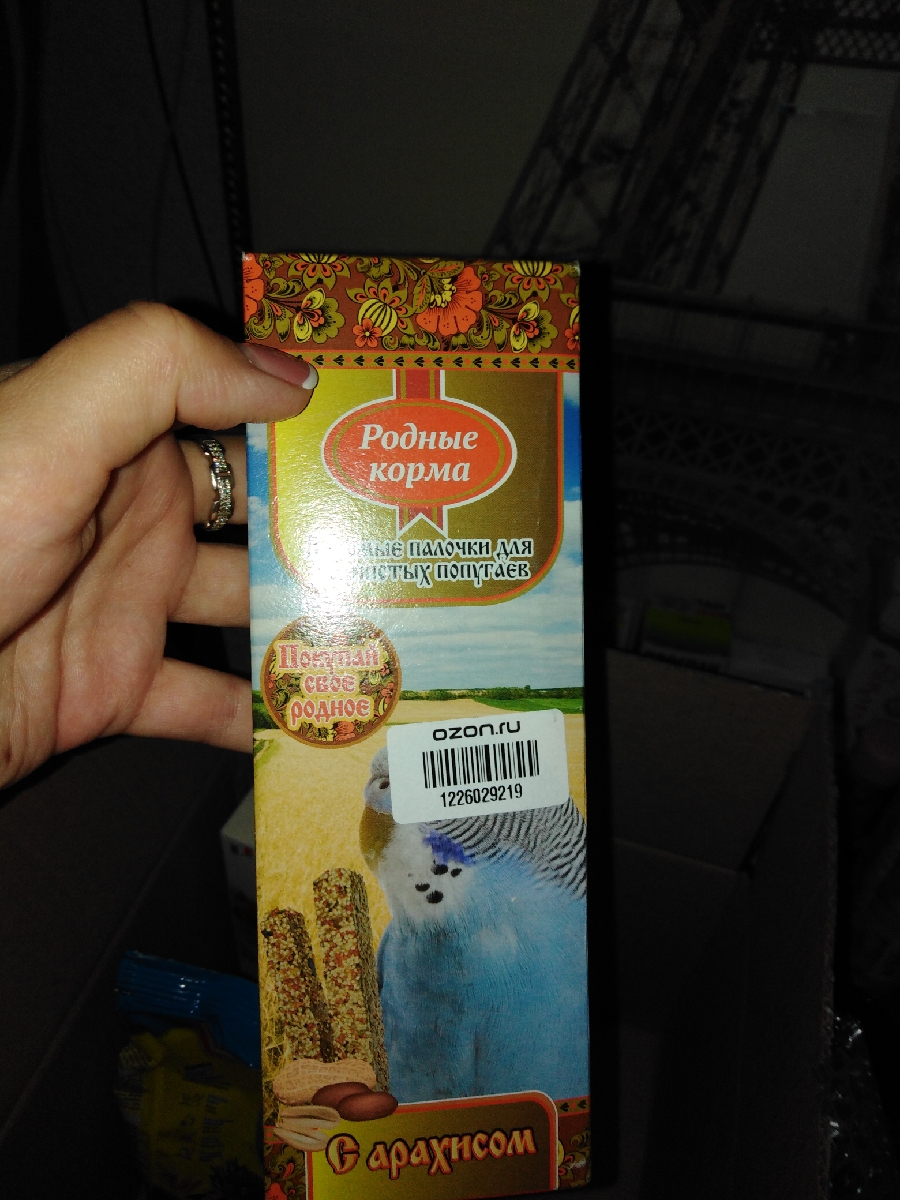 Родные
корма
палочки для
попугаев
Покупай
своё
родное
ozon.ru
1226029219
С арахисом